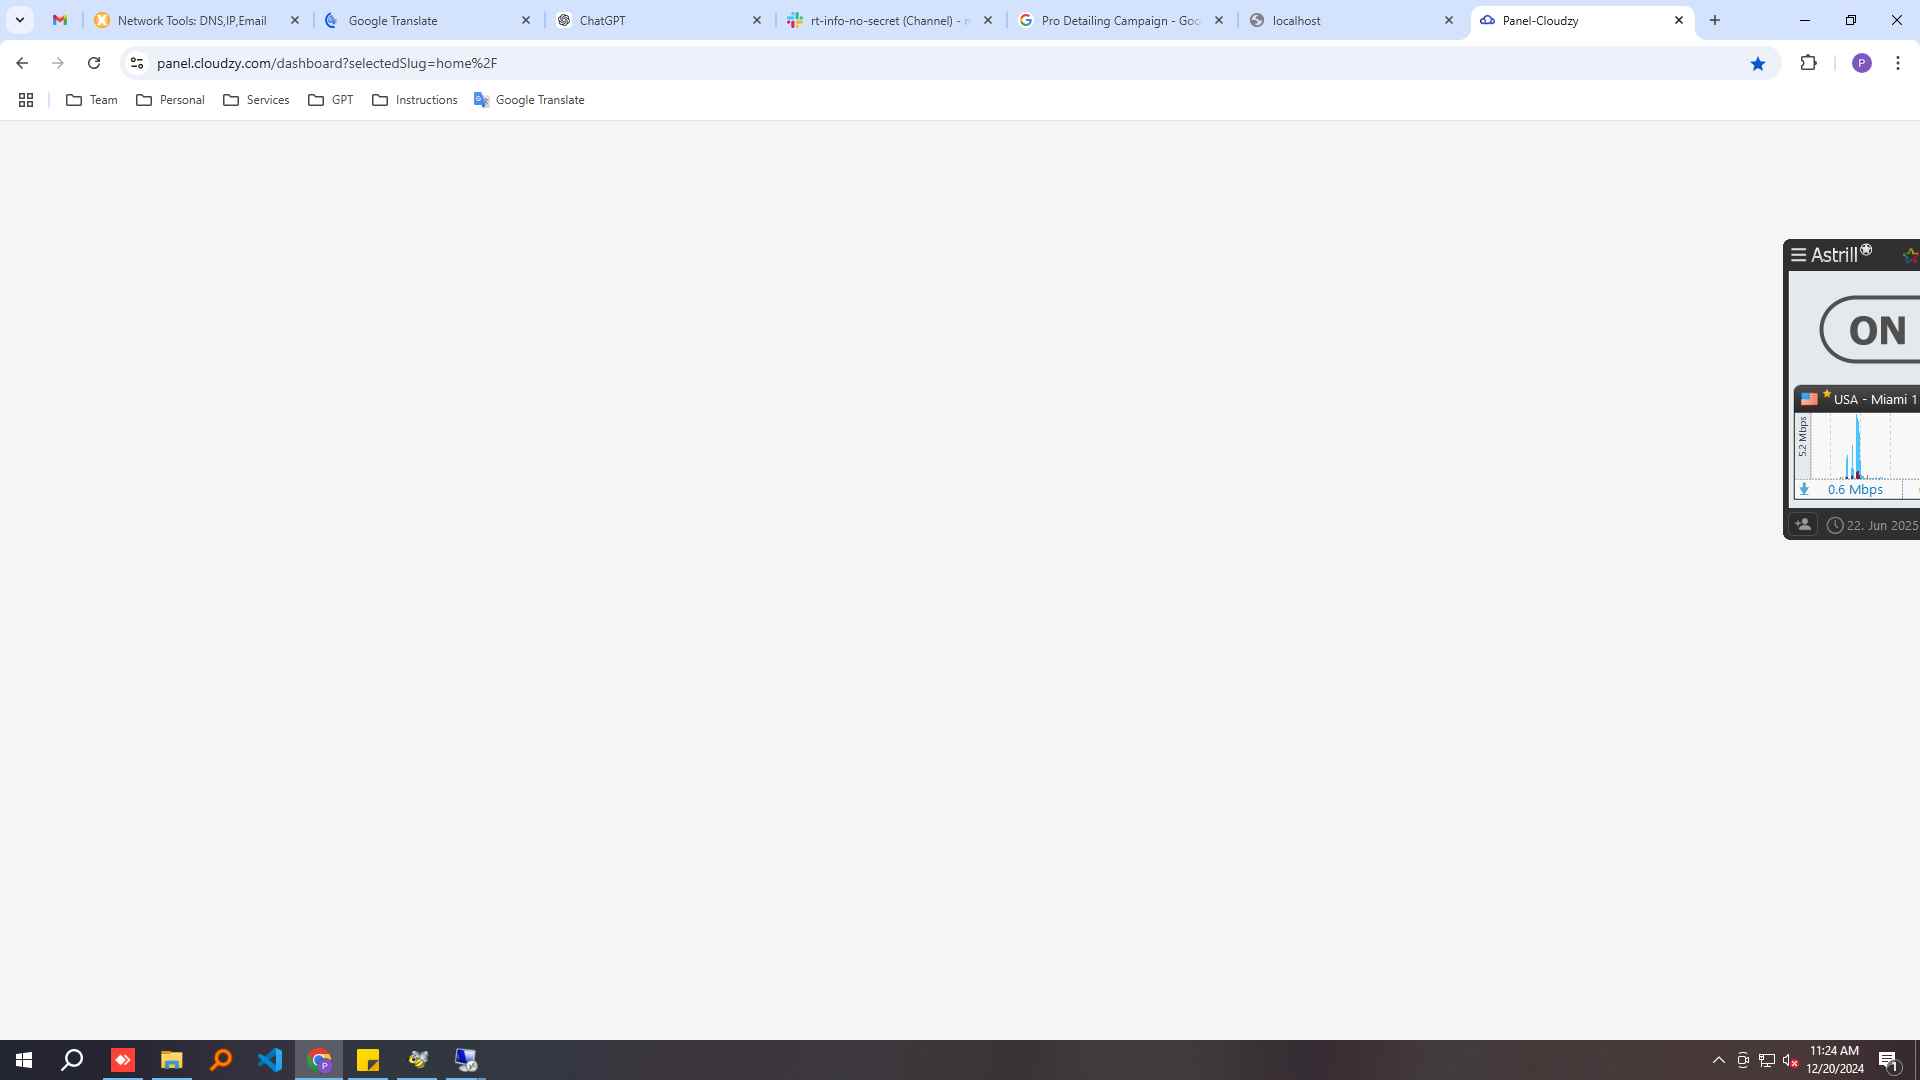 Network Tools: DNS,IP,Email
Google Translate
ChatGPT
rt-info-no-secret (Channel) -
Pro Detailing Campaign - Goo
localhost
Panel-Cloudzy
panel.cloudzy.com/dashboard?selectedSlug=home%2F
P
Team
Personal
Services
GPT
Instructions
Google Translate
Astrill
ON
USA - Miami 1
5.2 Mbps
0.6 Mbps
22. Jun 2025
P
11:24 AM
12/20/2024
1